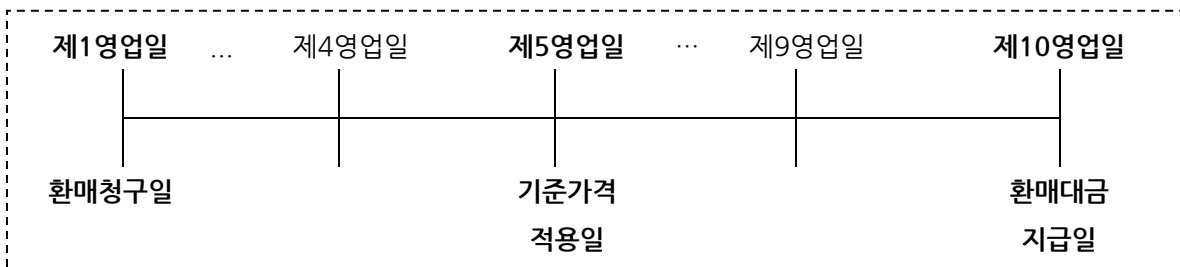 제1영업일 … 제4영업일 제5영업일 … 제9영업일 제10영업일
환매청구일 기준가격 환매대금
적용일 지급일